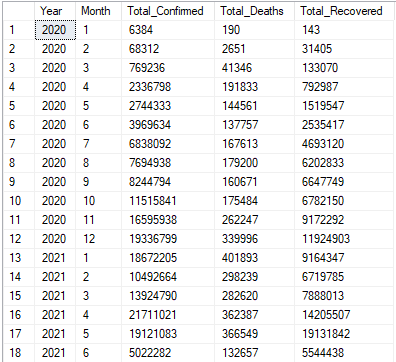 Year Month Total_Confirmed Total_Deaths Total_Recovered
1 2020 1 6384 190 143
2 2020 2 68312 2651 31405
3 2020 3 769236 41346 133070
4 2020 4 2336798 191833 792987
5 2020 5 2744333 144561 1519547
6 2020 6 3969634 137757 2535417
7 2020 7 6838092 167613 4693120
8 2020 8 7694938 179200 6202833
9 2020 9 8244794 160671 6647749
10 2020 10 11515841 175484 6782150
11 2020 11 16595938 262247 9172292
12 2020 12 19336799 339996 11924903
13 2021 1 18672205 401893 9164347
14 2021 2 10492664 298239 6719785
15 2021 3 13924790 282620 7888013
16 2021 4 21711021 362387 14205507
17 2021 5 19121083 366549 19131842
18 2021 6 5022282 132657 5544438